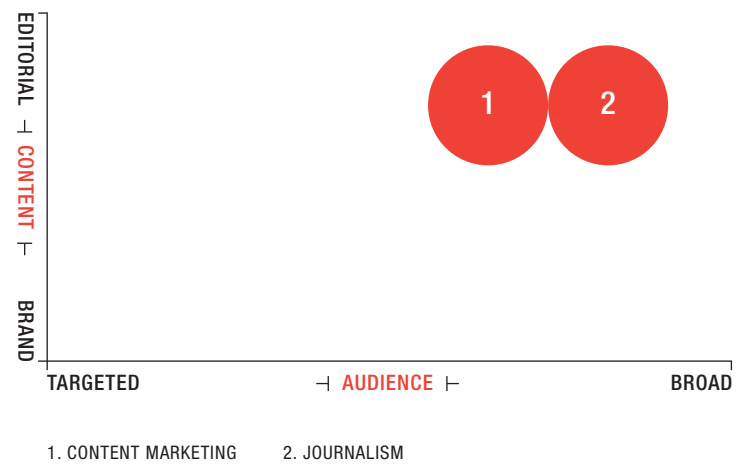 EDITORIAL ⊣ CONTENT ⊢ BRAND
1
2
TARGETED ⊣ AUDIENCE ⊢ BROAD
1. CONTENT MARKETING 2. JOURNALISM